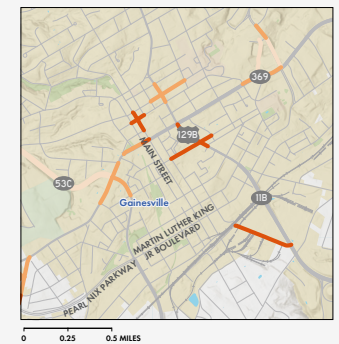 369
129B
MAIN STREET
53C
11B
Gainesville
MARTIN LUTHER KING
JR BOULEVARD
PEARL NIX PARKWAY
0 0.25 0.5 MILES